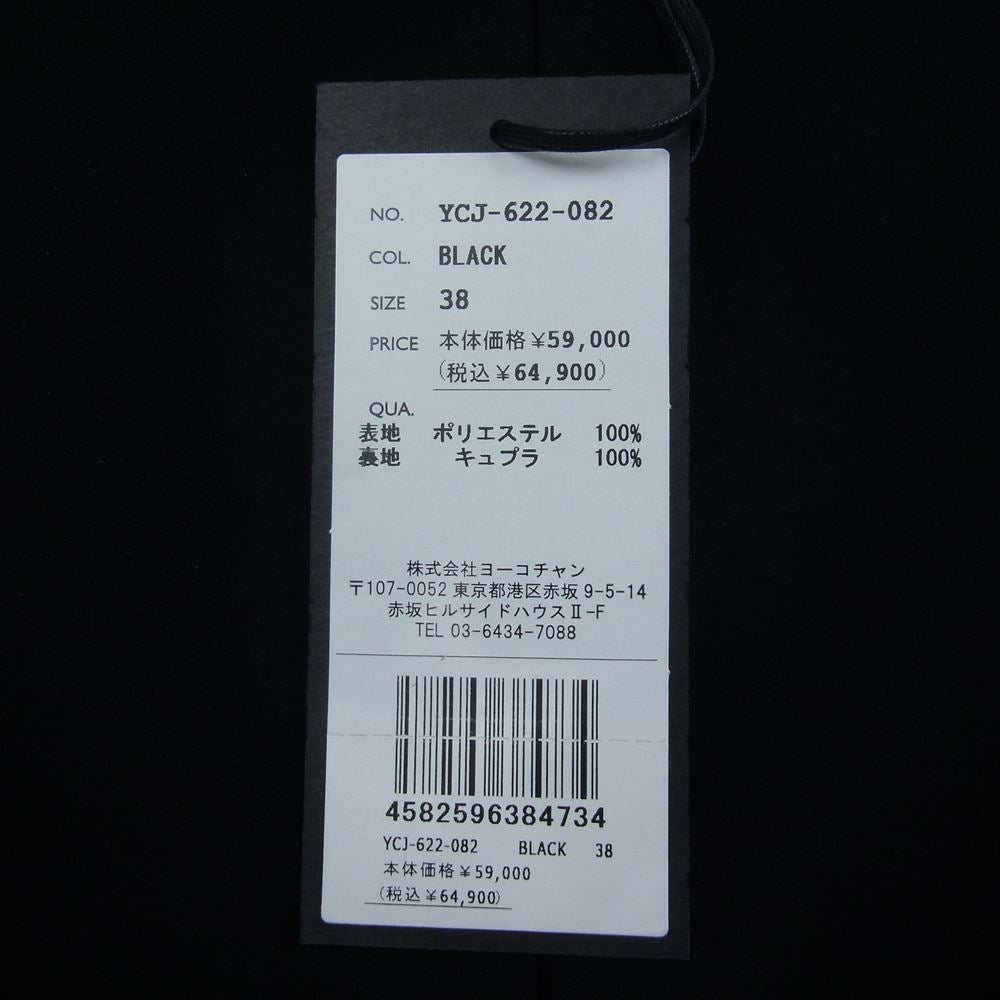 NO. YCJ-622-082
COL. BLACK
SIZE 38
PRICE 本体価格¥59,000
(税込¥64,900)
QUA.
表地 ポリエステル 100%
裏地 キュプラ 100%
株式会社ヨーコチャン
〒107-0052 東京都港区赤坂 9-5-14
赤坂ヒルサイドハウスⅡ-F
TEL 03-6434-7088
4582596384734
YCJ-622-082 BLACK 38
本体価格¥59,000
(税込¥64,900)